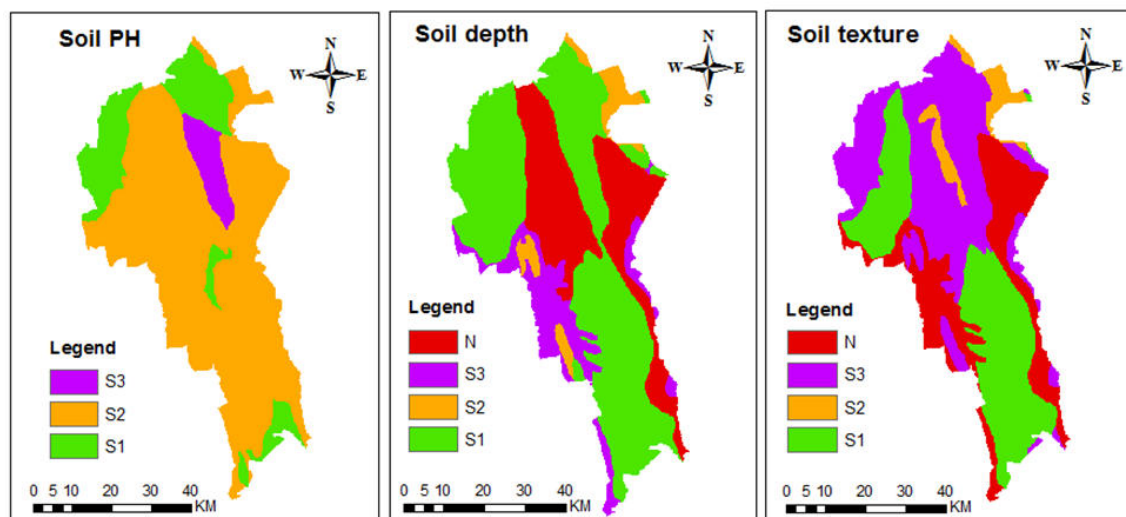 Soil PH
N
W E
S
Legend
S3
S2
S1
0 5 10 20 30 40
KM
Soil depth
N
W E
S
Legend
N
S3
S2
S1
0 5 10 20 30 40
KM
Soil texture
N
W E
S
Legend
N
S3
S2
S1
0 5 10 20 30 40
KM